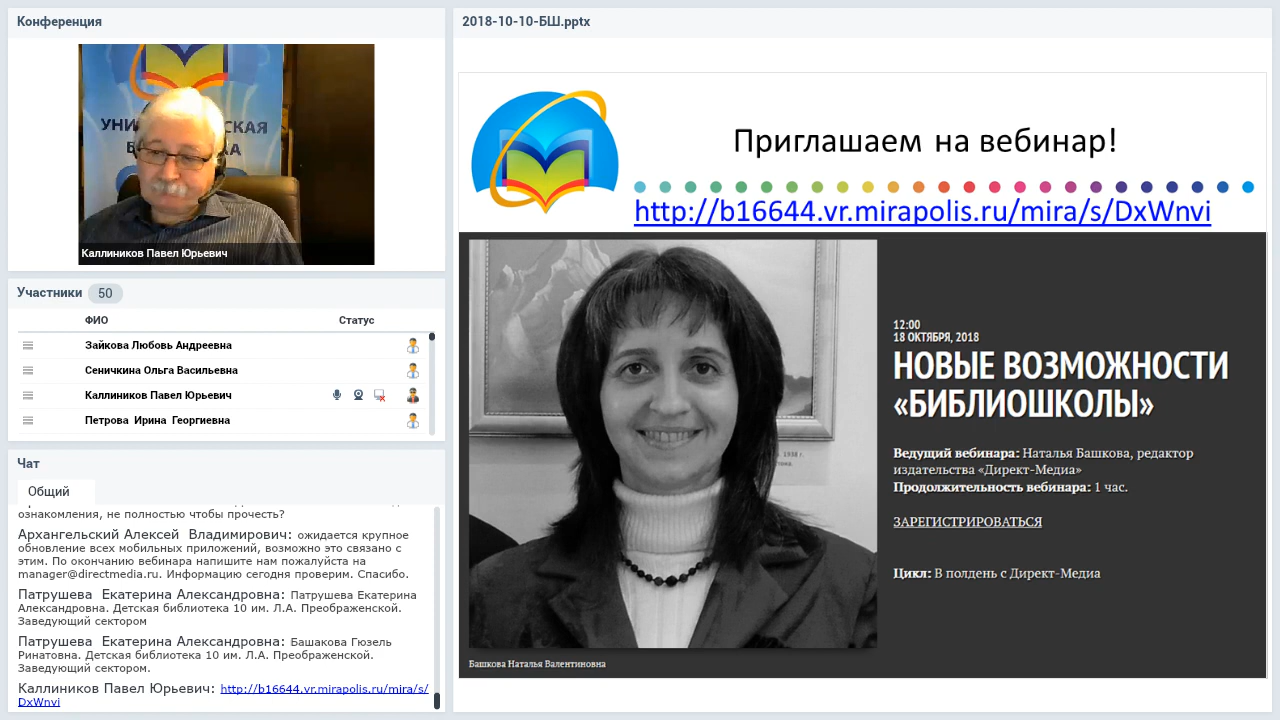 Конференция
УНИ
СКАЯ
Каллиников Павел Юрьевич
Участники 50
ФИО Статус
Зайкова Любовь Андреевна
Сеничкина Ольга Васильевна
Каллиников Павел Юрьевич
Петрова Ирина Георгиевна
Чат
Общий
ознакомления, не полностью чтобы прочесть?
Архангельский Алексей Владимирович: ожидается крупное
обновление всех мобильных приложений, возможно это связано с
этим. По окончанию вебинара напишите нам пожалуйста на
manager@directmedia.ru. Информацию сегодня проверим. Спасибо.
Патрушева Екатерина Александровна: Патрушева Екатерина
Александровна. Детская библиотека 10 им. Л.А. Преображенской.
Заведующий сектором
Патрушева Екатерина Александровна: Башакова Гюзель
Ринатовна. Детская библиотека 10 им. Л.А. Преображенской.
Заведующий сектором.
Каллиников Павел Юрьевич: http://b16644.vr.mirapolis.ru/mira/s/
DxWnvi
2018-10-10-БШ.pptx
Приглашаем на вебинар!
http://b16644.vr.mirapolis.ru/mira/s/DxWnvi
12:00
18 ОКТЯБРЯ, 2018
НОВЫЕ ВОЗМОЖНОСТИ
«БИБЛИОШКОЛЫ»
Ведущий вебинара: Наталья Башкова, редактор
издательства «Директ-Медиа»
Продолжительность вебинара: 1 час.
ЗАРЕГИСТРИРОВАТЬСЯ
Цикл: В полдень с Директ-Медиа
Башкова Наталья Валентиновна